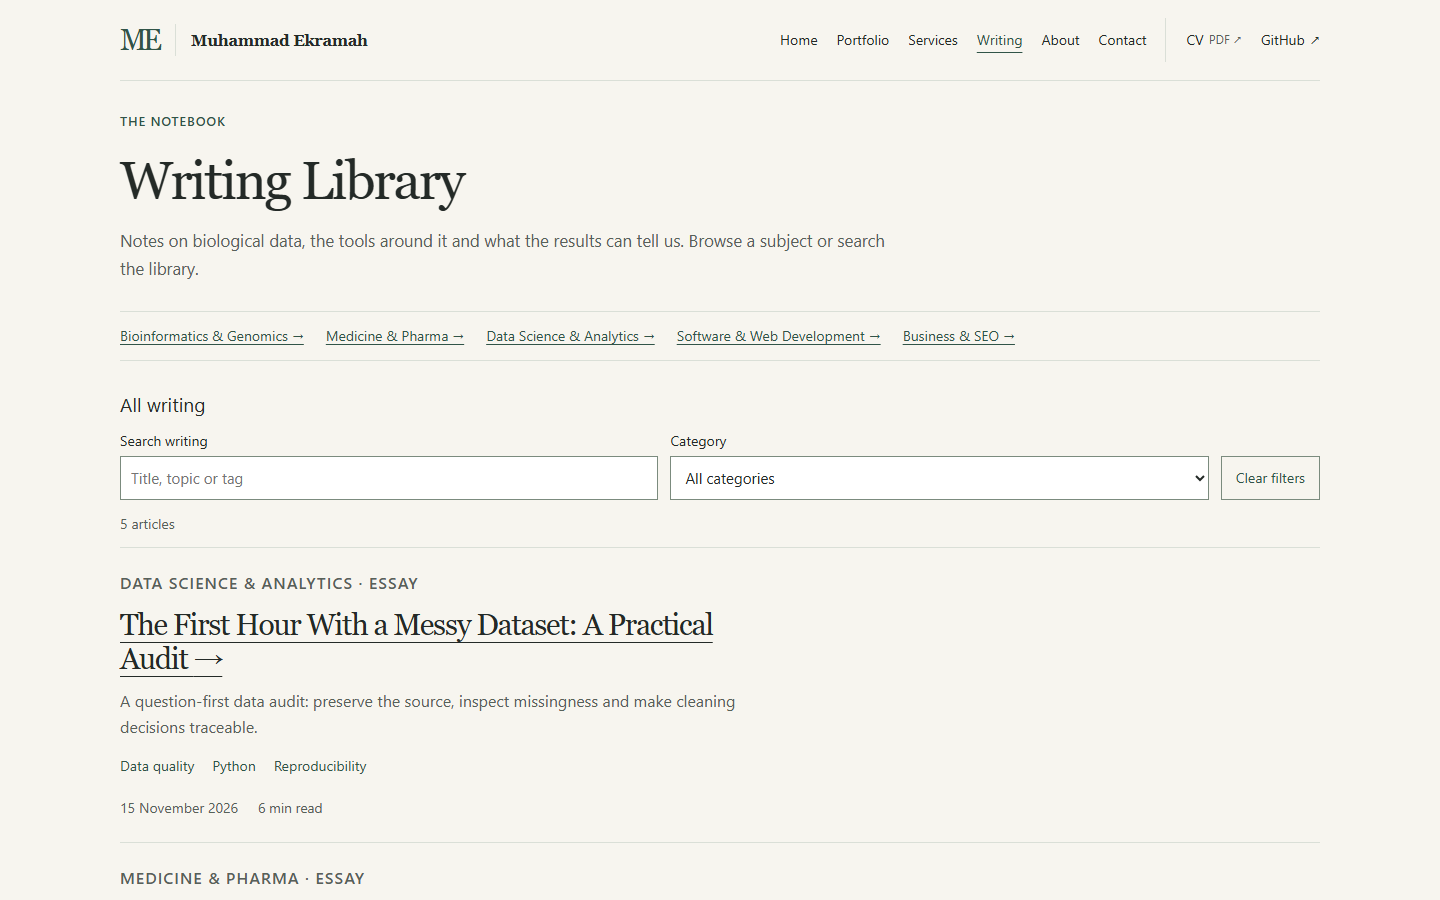 ME
Muhammad Ekramah
Home Portfolio Services Writing About Contact CV PDF ↗ GitHub ↗
THE NOTEBOOK
Writing Library
Notes on biological data, the tools around it and what the results can tell us. Browse a subject or search
the library.
Bioinformatics & Genomics → Medicine & Pharma → Data Science & Analytics → Software & Web Development → Business & SEO →
All writing
Search writing
Category
Title, topic or tag
All categories
Clear filters
5 articles
DATA SCIENCE & ANALYTICS · ESSAY
The First Hour With a Messy Dataset: A Practical
Audit →
A question-first data audit: preserve the source, inspect missingness and make cleaning
decisions traceable.
Data quality Python Reproducibility
15 November 2026 6 min read
MEDICINE & PHARMA · ESSAY